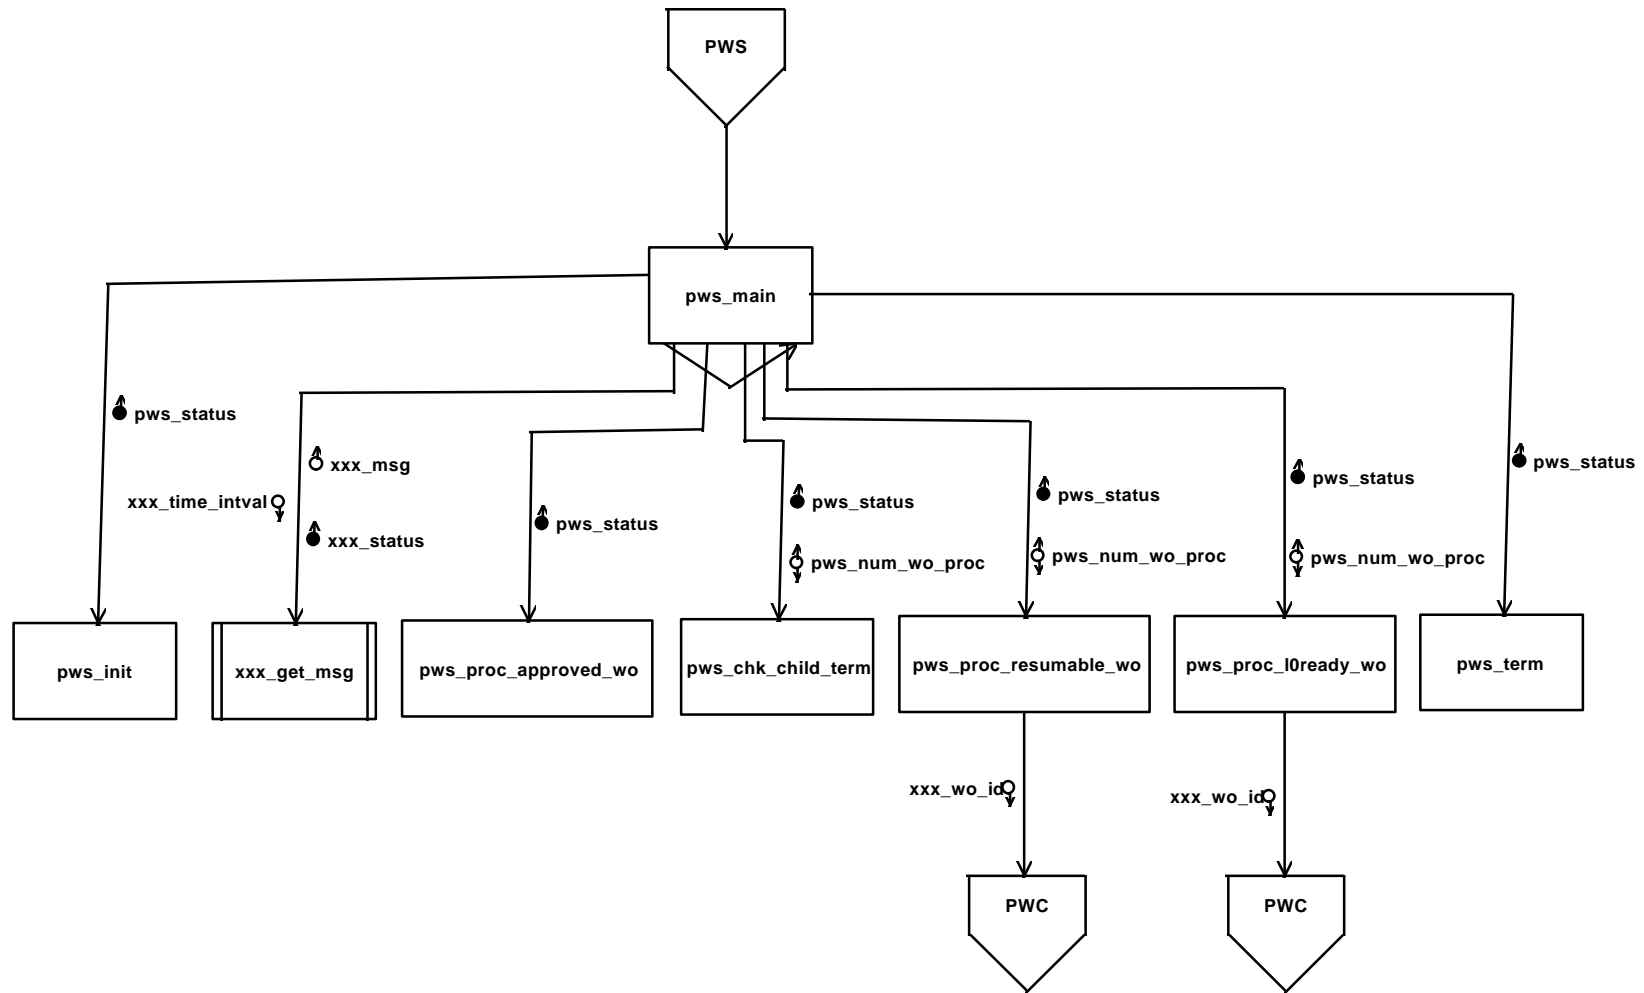 PWS
pws_main
pws_status
xxx_msg
xxx_time_intval
xxx_status
pws_status
pws_status
pws_num_wo_proc
pws_status
pws_num_wo_proc
pws_status
pws_num_wo_proc
pws_status
pws_init
xxx_get_msg
pws_proc_approved_wo
pws_chk_child_term
pws_proc_resumable_wo
pws_proc_l0ready_wo
pws_term
xxx_wo_id
xxx_wo_id
PWC
PWC